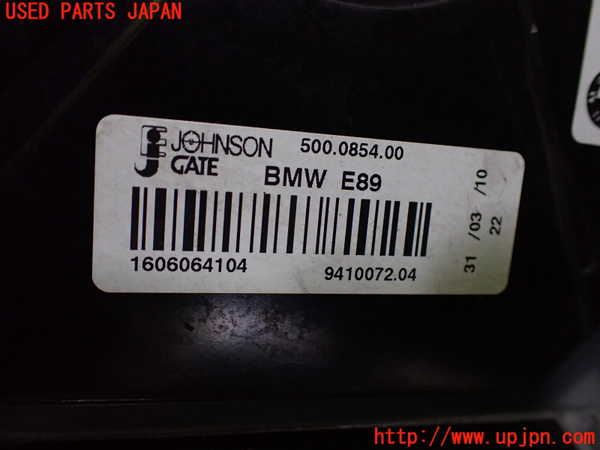 USED PARTS JAPAN
JOHNSON GATE
500.0854.00
BMW E89
1606064104
9410072.04
31 /03 /10
22
http://www.upjpn.com/